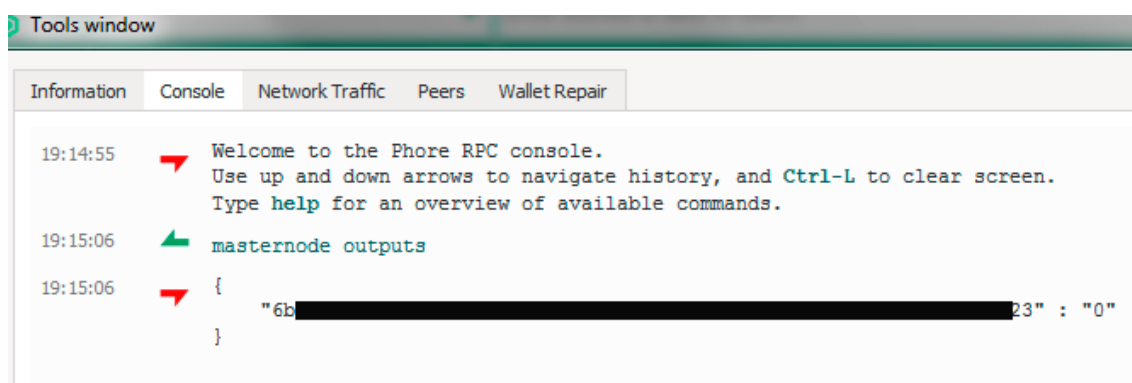 Tools window
Information Console Network Traffic Peers Wallet Repair
19:14:55 Welcome to the Phore RPC console.
Use up and down arrows to navigate history, and Ctrl-L to clear screen.
Type help for an overview of available commands.
19:15:06 masternode outputs
19:15:06 {
"6b 23" : "0"
}